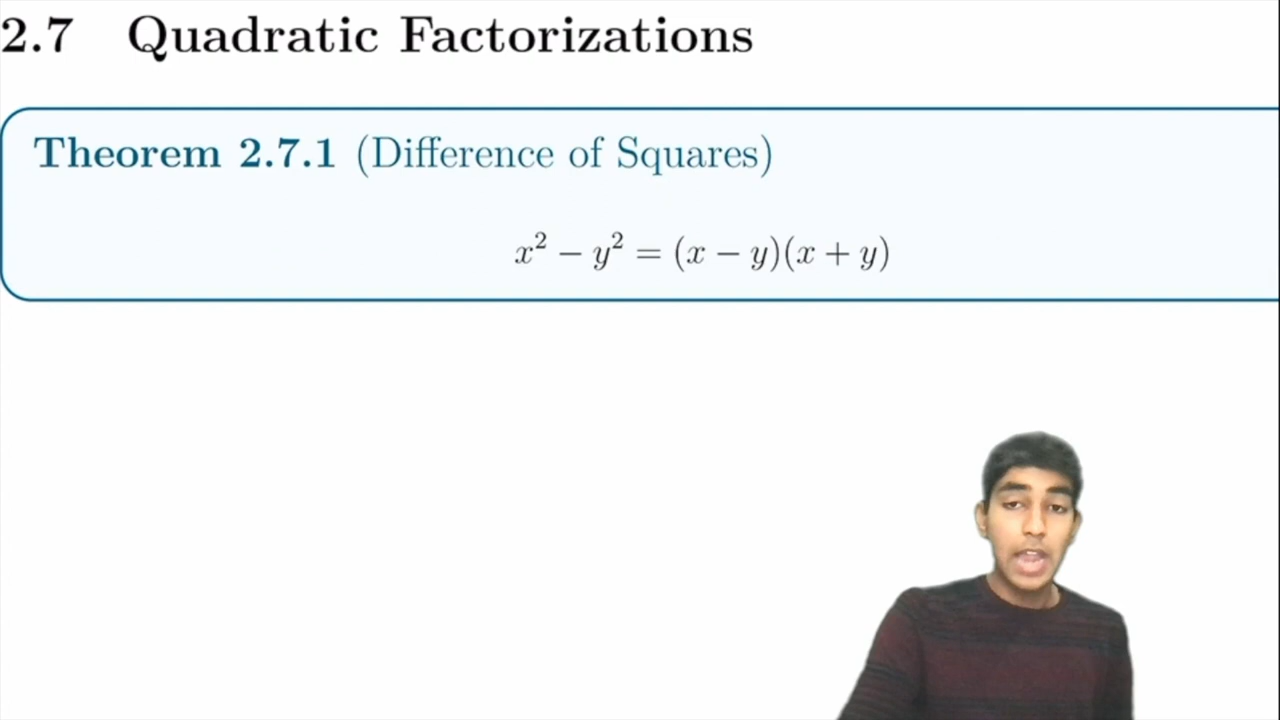 2.7 Quadratic Factorizations
Theorem 2.7.1 (Difference of Squares)
x² − y² = (x − y)(x + y)